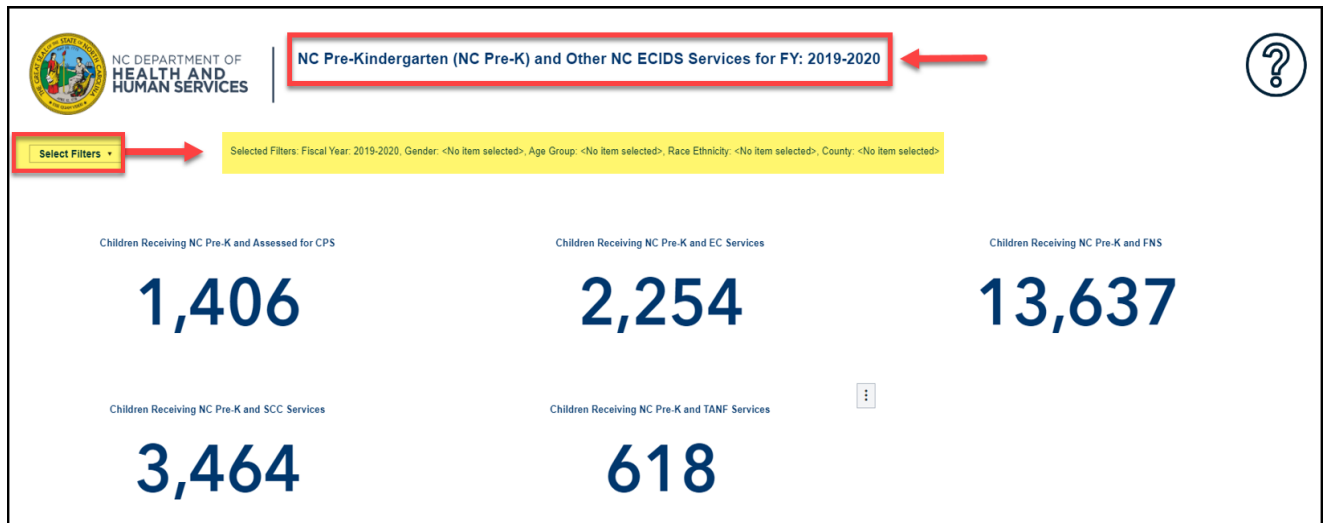 NC DEPARTMENT OF
HEALTH AND
HUMAN SERVICES
NC Pre-Kindergarten (NC Pre-K) and Other NC ECIDS Services for FY: 2019-2020
?
Select Filters
Selected Filters: Fiscal Year: 2019-2020, Gender: <No item selected>, Age Group: <No item selected>, Race Ethnicity: <No item selected>, County: <No item selected>
Children Receiving NC Pre-K and Assessed for CPS
1,406
Children Receiving NC Pre-K and EC Services
2,254
Children Receiving NC Pre-K and FNS
13,637
Children Receiving NC Pre-K and SCC Services
3,464
Children Receiving NC Pre-K and TANF Services
618